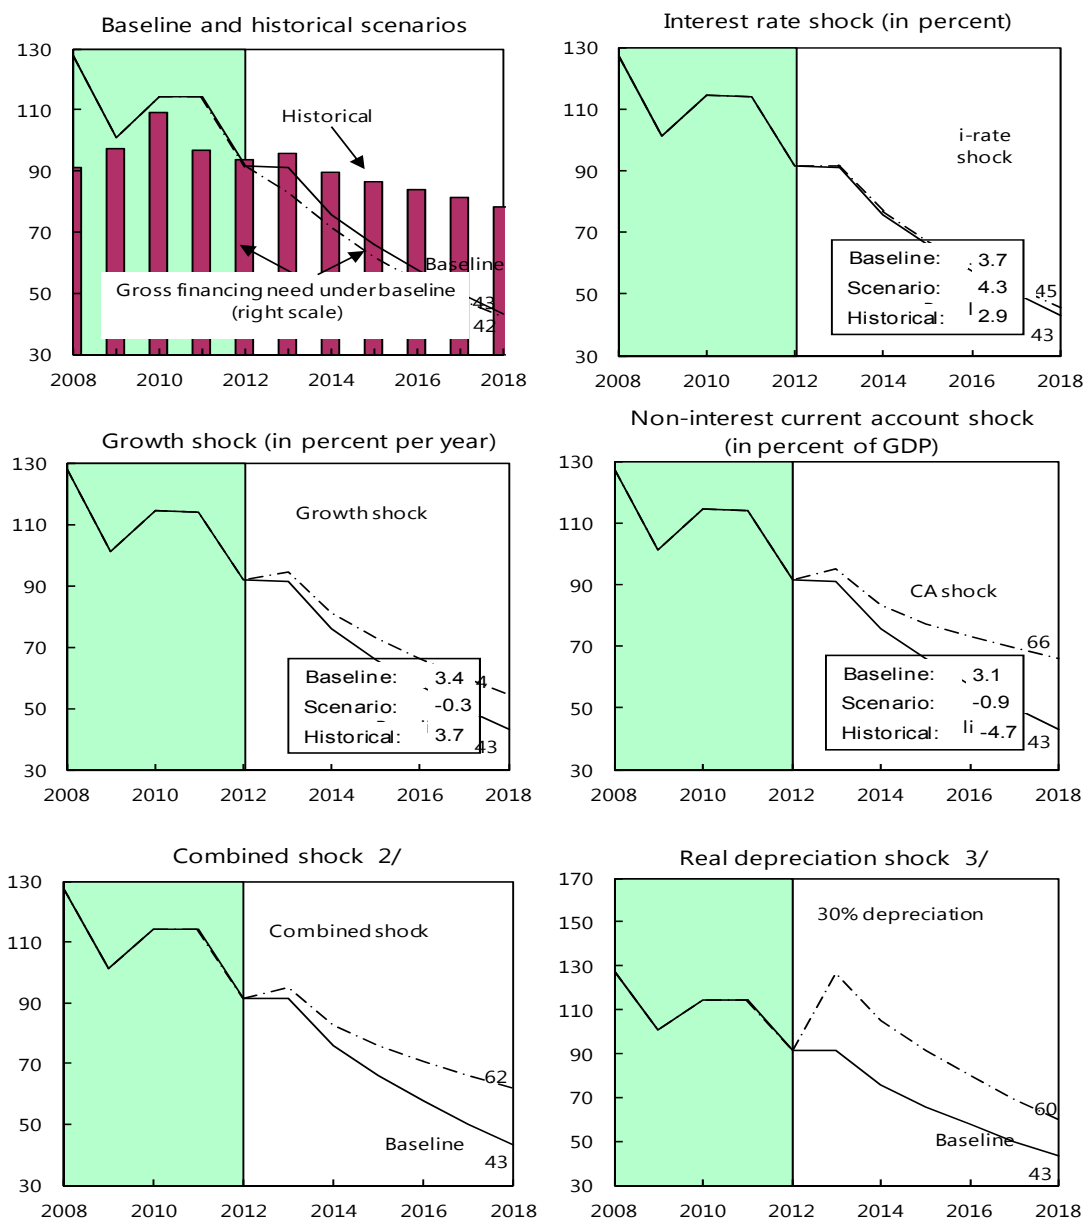 Baseline and historical scenarios
130
110
90
70
50
30
Historical
Baseline
Gross financing need under baseline
(right scale)
43
42
2008 2010 2012 2014 2016 2018
Interest rate shock (in percent)
130
110
90
70
50
30
i-rate
shock
Baseline: 3.7
Scenario: 4.3
Historical: 2.9
45
43
2008 2010 2012 2014 2016 2018
Growth shock (in percent per year)
130
110
90
70
50
30
Growth shock
Baseline: 3.4
Scenario: -0.3
Historical: 3.7
4
43
2008 2010 2012 2014 2016 2018
Non-interest current account shock
(in percent of GDP)
130
110
90
70
50
30
CA shock
66
Baseline: 3.1
Scenario: -0.9
Historical: -4.7
43
2008 2010 2012 2014 2016 2018
Combined shock 2/
130
110
90
70
50
30
Combined shock
62
Baseline
43
2008 2010 2012 2014 2016 2018
Real depreciation shock 3/
170
150
130
110
90
70
50
30
30% depreciation
60
Baseline
43
2008 2010 2012 2014 2016 2018